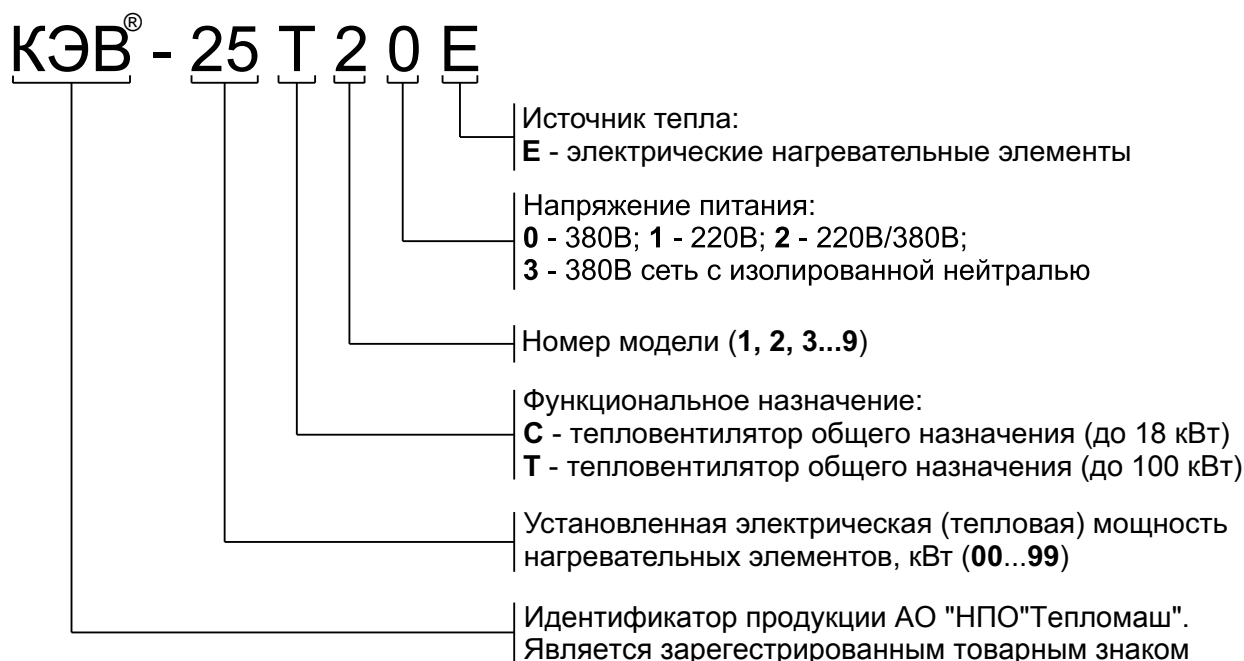 КЭВ® - 25 Т 2 0 Е
Источник тепла:
Е - электрические нагревательные элементы
Напряжение питания:
0 - 380В; 1 - 220В; 2 - 220В/380В;
3 - 380В сеть с изолированной нейтралью
Номер модели (1, 2, 3...9)
Функциональное назначение:
С - тепловентилятор общего назначения (до 18 кВт)
Т - тепловентилятор общего назначения (до 100 кВт)
Установленная электрическая (тепловая) мощность
нагревательных элементов, кВт (00...99)
Идентификатор продукции АО "НПО"Тепломаш".
Является зарегестрированным товарным знаком